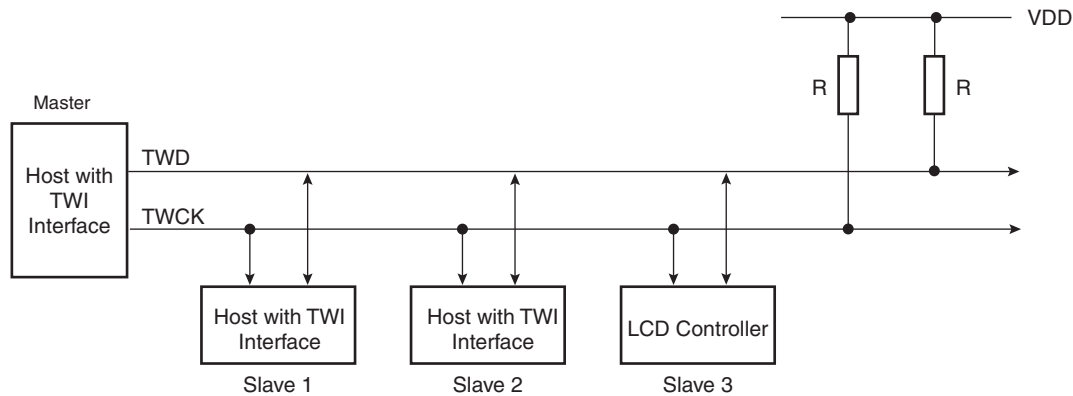 VDD
R
R
Master
Host with
TWI
Interface
TWD
TWCK
Host with TWI
Interface
Host with TWI
Interface
LCD Controller
Slave 1
Slave 2
Slave 3